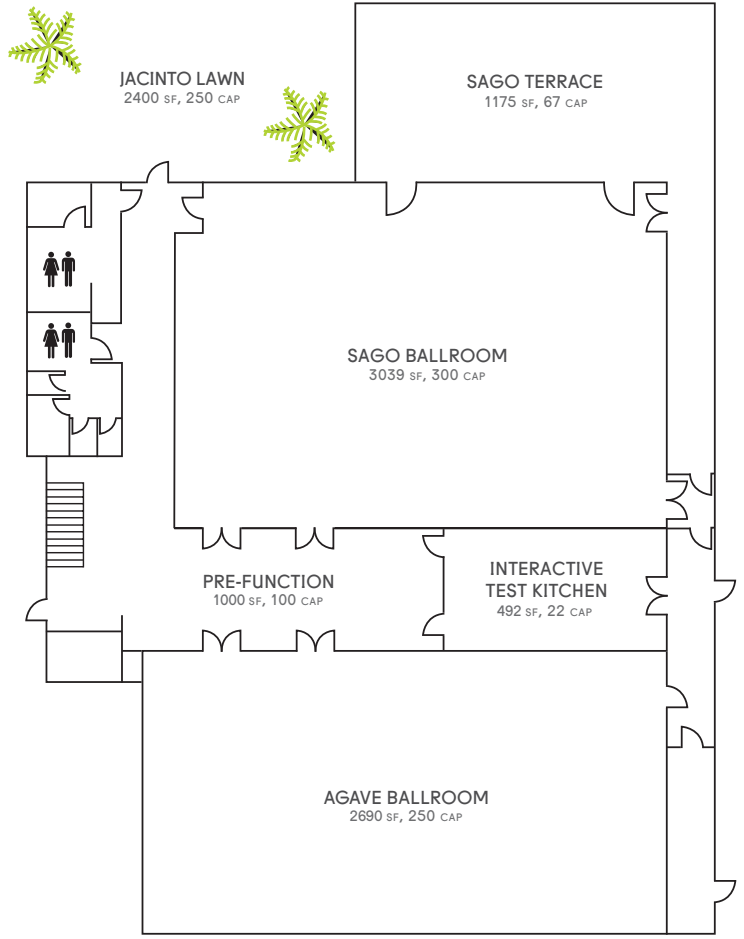 JACINTO LAWN
2400 SF, 250 CAP
SAGO TERRACE
1175 SF, 67 CAP
SAGO BALLROOM
3039 SF, 300 CAP
PRE-FUNCTION
1000 SF, 100 CAP
INTERACTIVE
TEST KITCHEN
492 SF, 22 CAP
AGAVE BALLROOM
2690 SF, 250 CAP